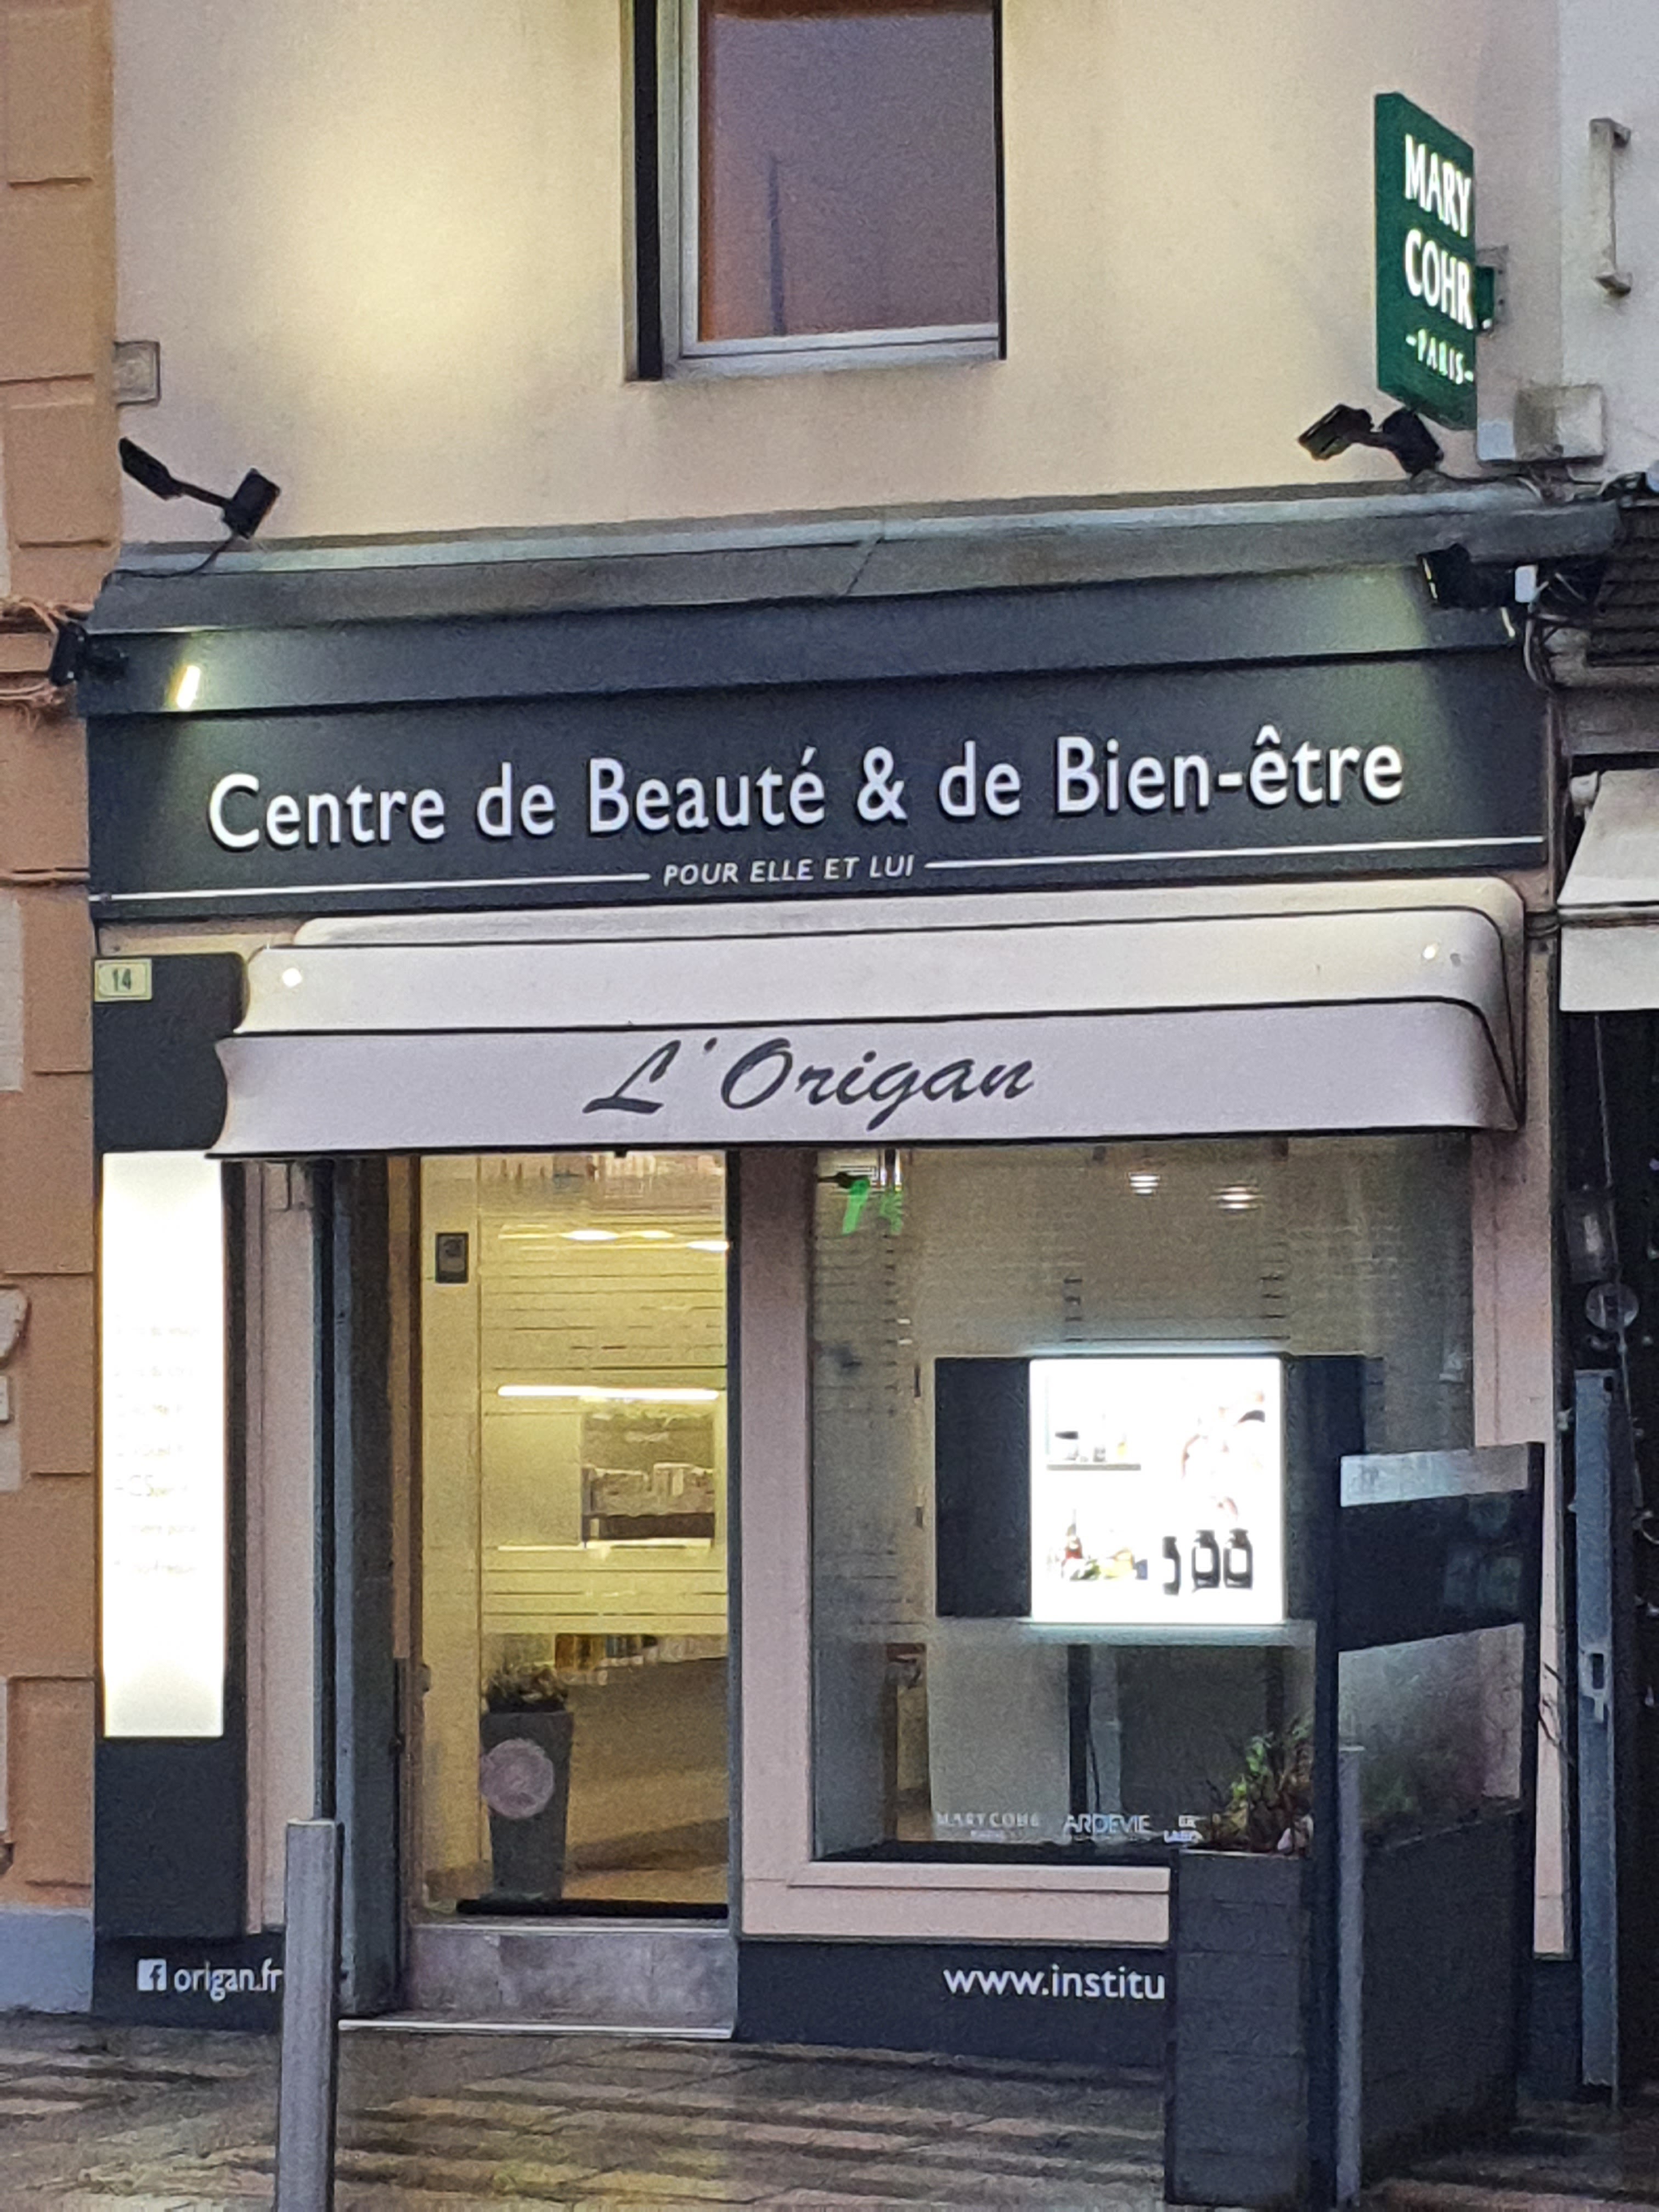 MARY
COHR
-PARIS-
Centre de Beauté & de Bien-être
POUR ELLE ET LUI
14
L'Origan
MARY COHR
ARDEVIE
origan.fr
www.institu